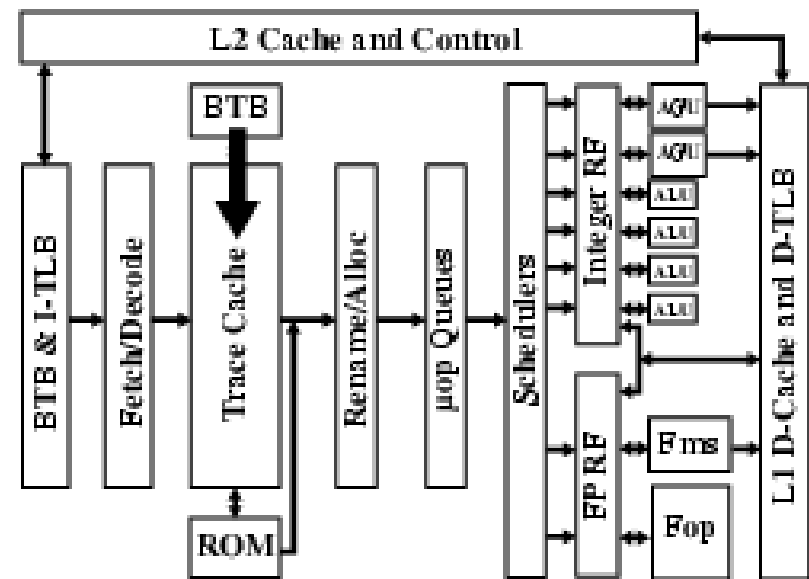 L2 Cache and Control
BTB
BTB & I-TLB
Fetch/Decode
Trace Cache
ROM
Rename/Alloc
µop Queues
Schedulers
Integer RF
FP RF
AGU
AGU
ALU
ALU
ALU
ALU
Fms
Fop
L1 D-Cache and D-TLB